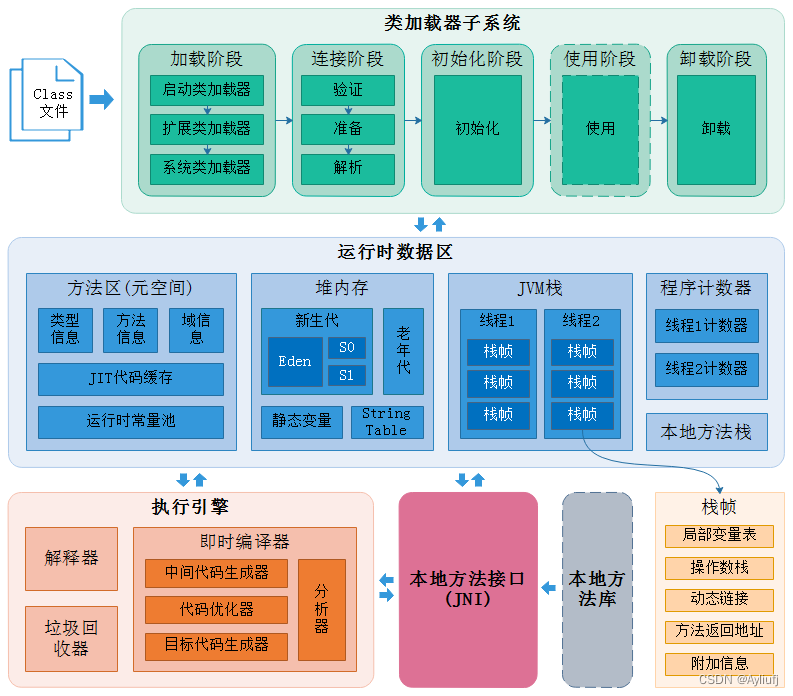 类加载器子系统
Class
文件
加载阶段
启动类加载器
扩展类加载器
系统类加载器
连接阶段
验证
准备
解析
初始化阶段
初始化
使用阶段
使用
卸载阶段
卸载
运行时数据区
方法区(元空间)
类型
信息
方法
信息
域信
息
JIT代码缓存
运行时常量池
堆内存
新生代
Eden
S0
S1
老
年
代
静态变量
String
Table
JVM栈
线程1
栈帧
栈帧
栈帧
线程2
栈帧
栈帧
栈帧
程序计数器
线程1计数器
线程2计数器
本地方法栈
执行引擎
解释器
垃圾回
收器
即时编译器
中间代码生成器
代码优化器
目标代码生成器
分
析
器
本地方法接口
(JNI)
本地方
法库
栈帧
局部变量表
操作数栈
动态链接
方法返回地址
附加信息
CSDN @Ayliufj